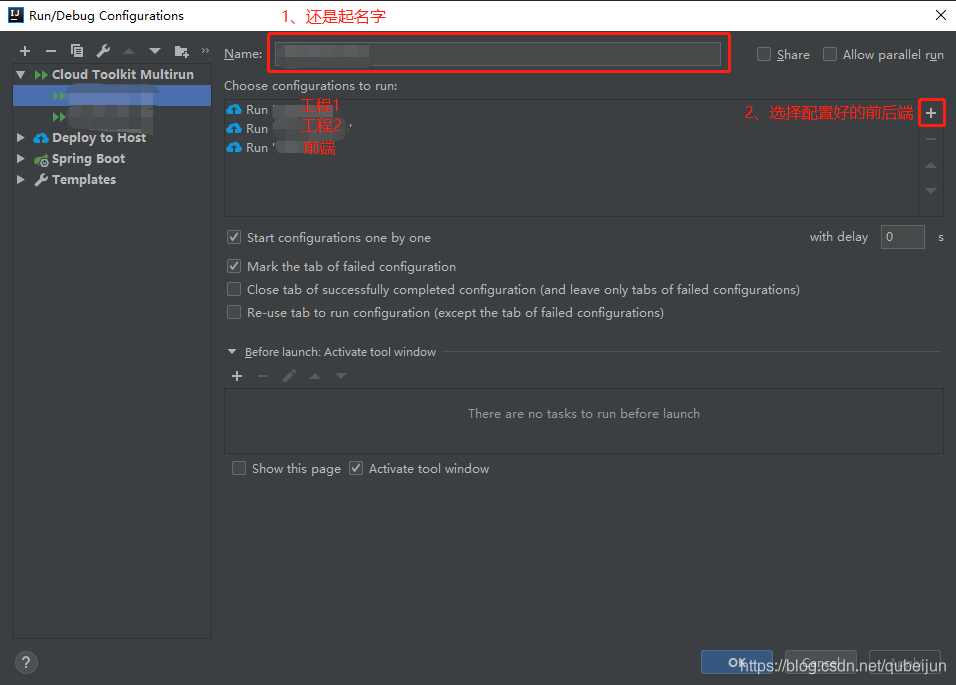 Run/Debug Configurations
1、还是起名字
Name:
Share
Allow parallel run
Cloud Toolkit Multirun
Deploy to Host
Spring Boot
Templates
Choose configurations to run:
Run '工程1
Run 工程2 '
Run '前端
2、选择配置好的前后端
Start configurations one by one
with delay 0 s
Mark the tab of failed configuration
Close tab of successfully completed configuration (and leave only tabs of failed configurations)
Re-use tab to run configuration (except the tab of failed configurations)
Before launch: Activate tool window
There are no tasks to run before launch
Show this page
Activate tool window
?
OK
Cancel
Apply
https://blog.csdn.net/qubeijun